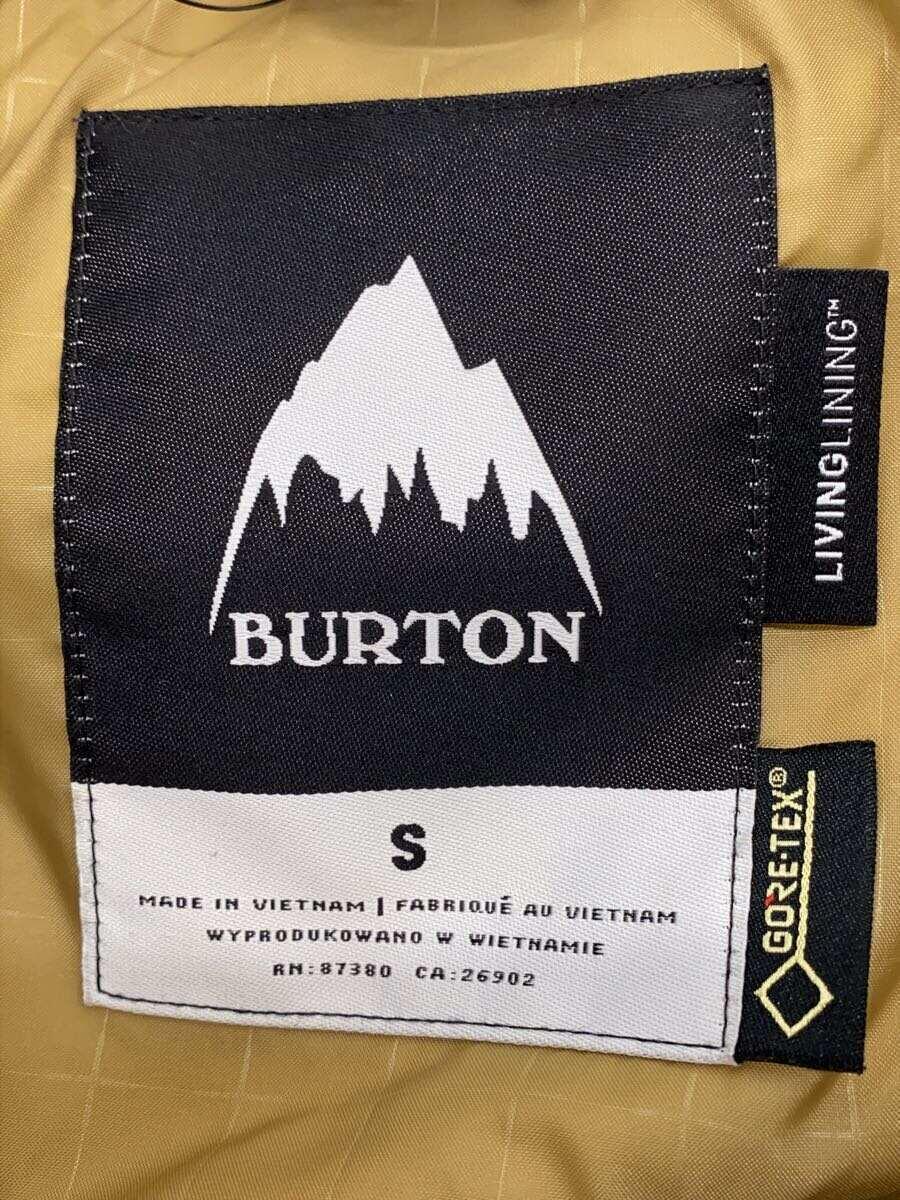 BURTON
S
MADE IN VIETNAM | FABRIQUÉ AU VIETNAM
WYPRODUKOWANO W WIETNAMIE
RN:87380 CA:26902
LIVINGLINING™
GORE-TEX®